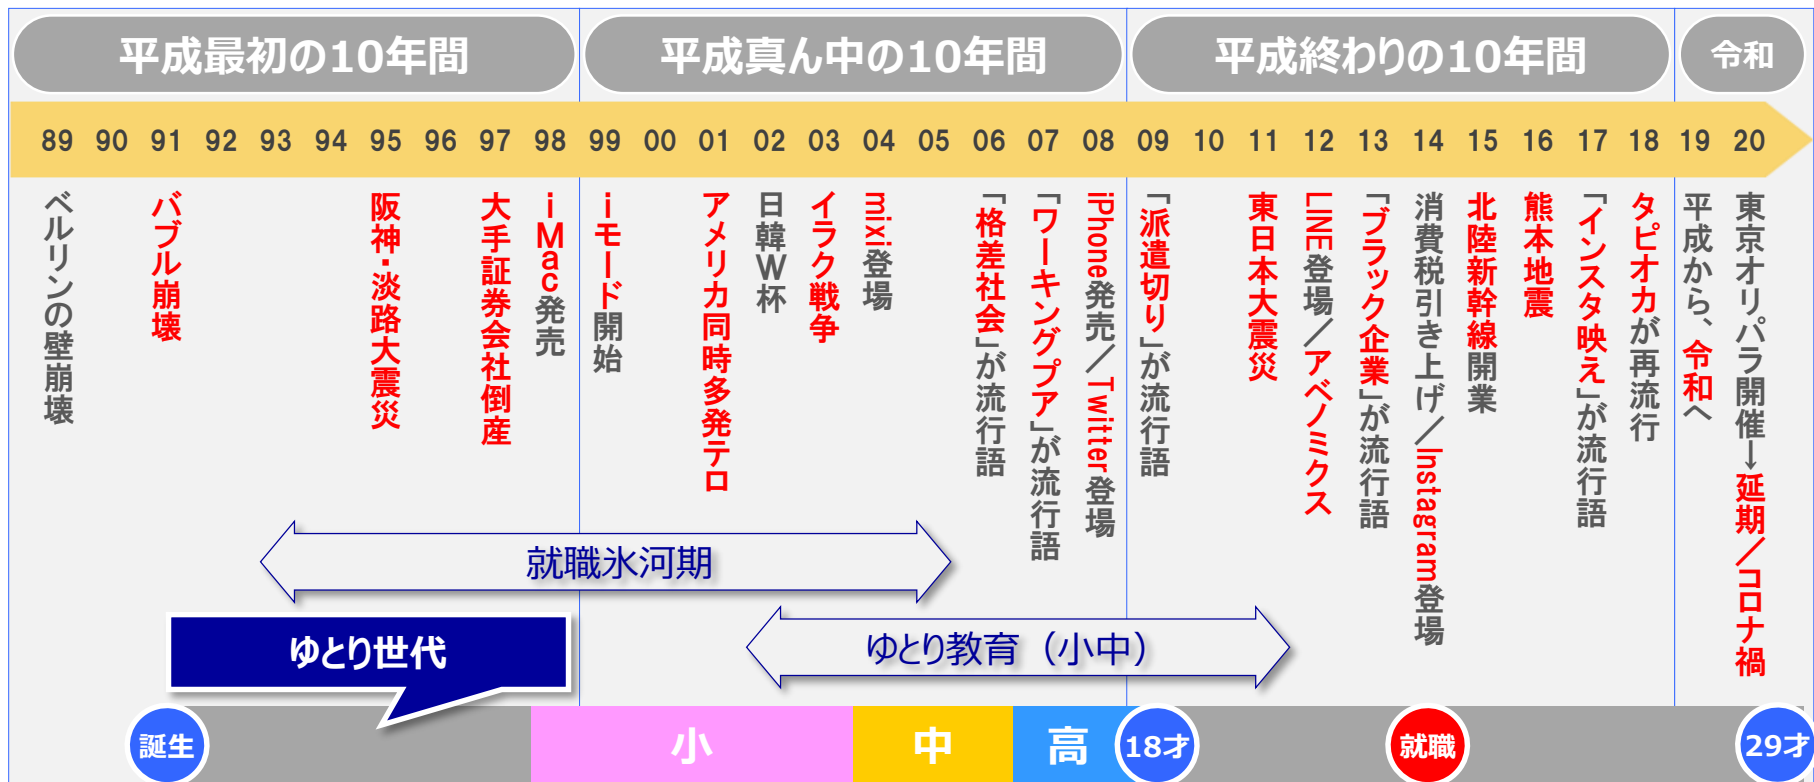 平成最初の10年間
平成真ん中の10年間
平成終わりの10年間
令和
89 90 91 92 93 94 95 96 97 98 99 00 01 02 03 04 05 06 07 08 09 10 11 12 13 14 15 16 17 18 19 20
ベルリンの壁崩壊
バブル崩壊
阪神・淡路大震災
大手証券会社倒産
iMac発売
iモード開始
アメリカ同時多発テロ
日韓W杯
イラク戦争
mixi登場
「格差社会」が流行語
「ワーキングプア」が流行語
iPhone発売／Twitter登場
「派遣切り」が流行語
東日本大震災
LINE登場／アベノミクス
「ブラック企業」が流行語
消費税引き上げ／Instagram登場
北陸新幹線開業
熊本地震
「インスタ映え」が流行語
タピオカが再流行
平成から、令和へ
東京オリパラ開催→延期／コロナ禍
就職氷河期
ゆとり世代
ゆとり教育（小中）
誕生
小
中
高
18才
就職
29才